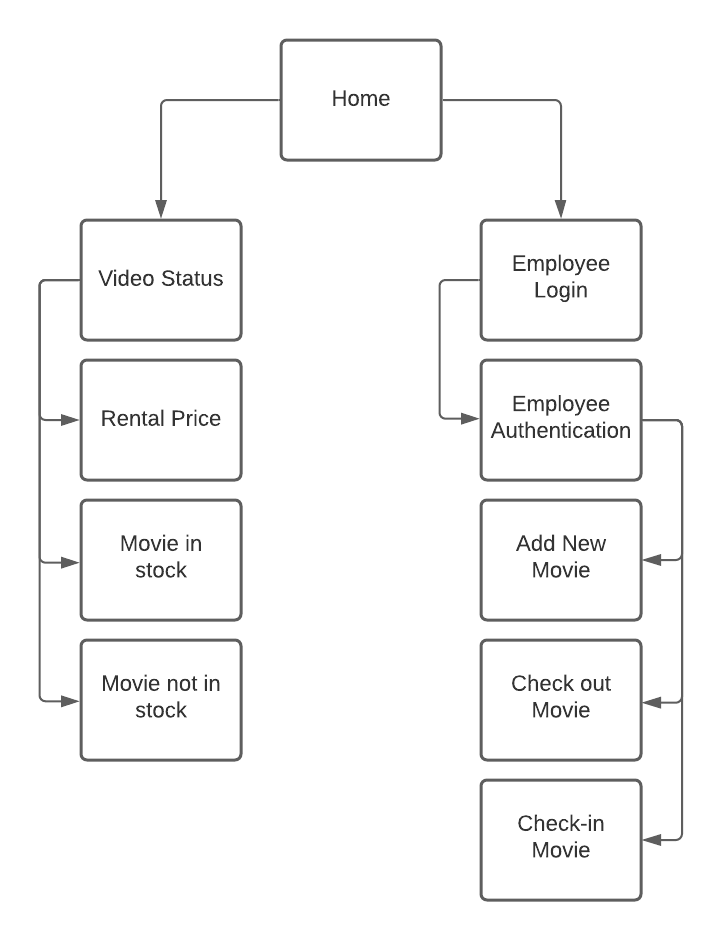 Home
Video Status
Rental Price
Movie in
stock
Movie not in
stock
Employee
Login
Employee
Authentication
Add New
Movie
Check out
Movie
Check-in
Movie